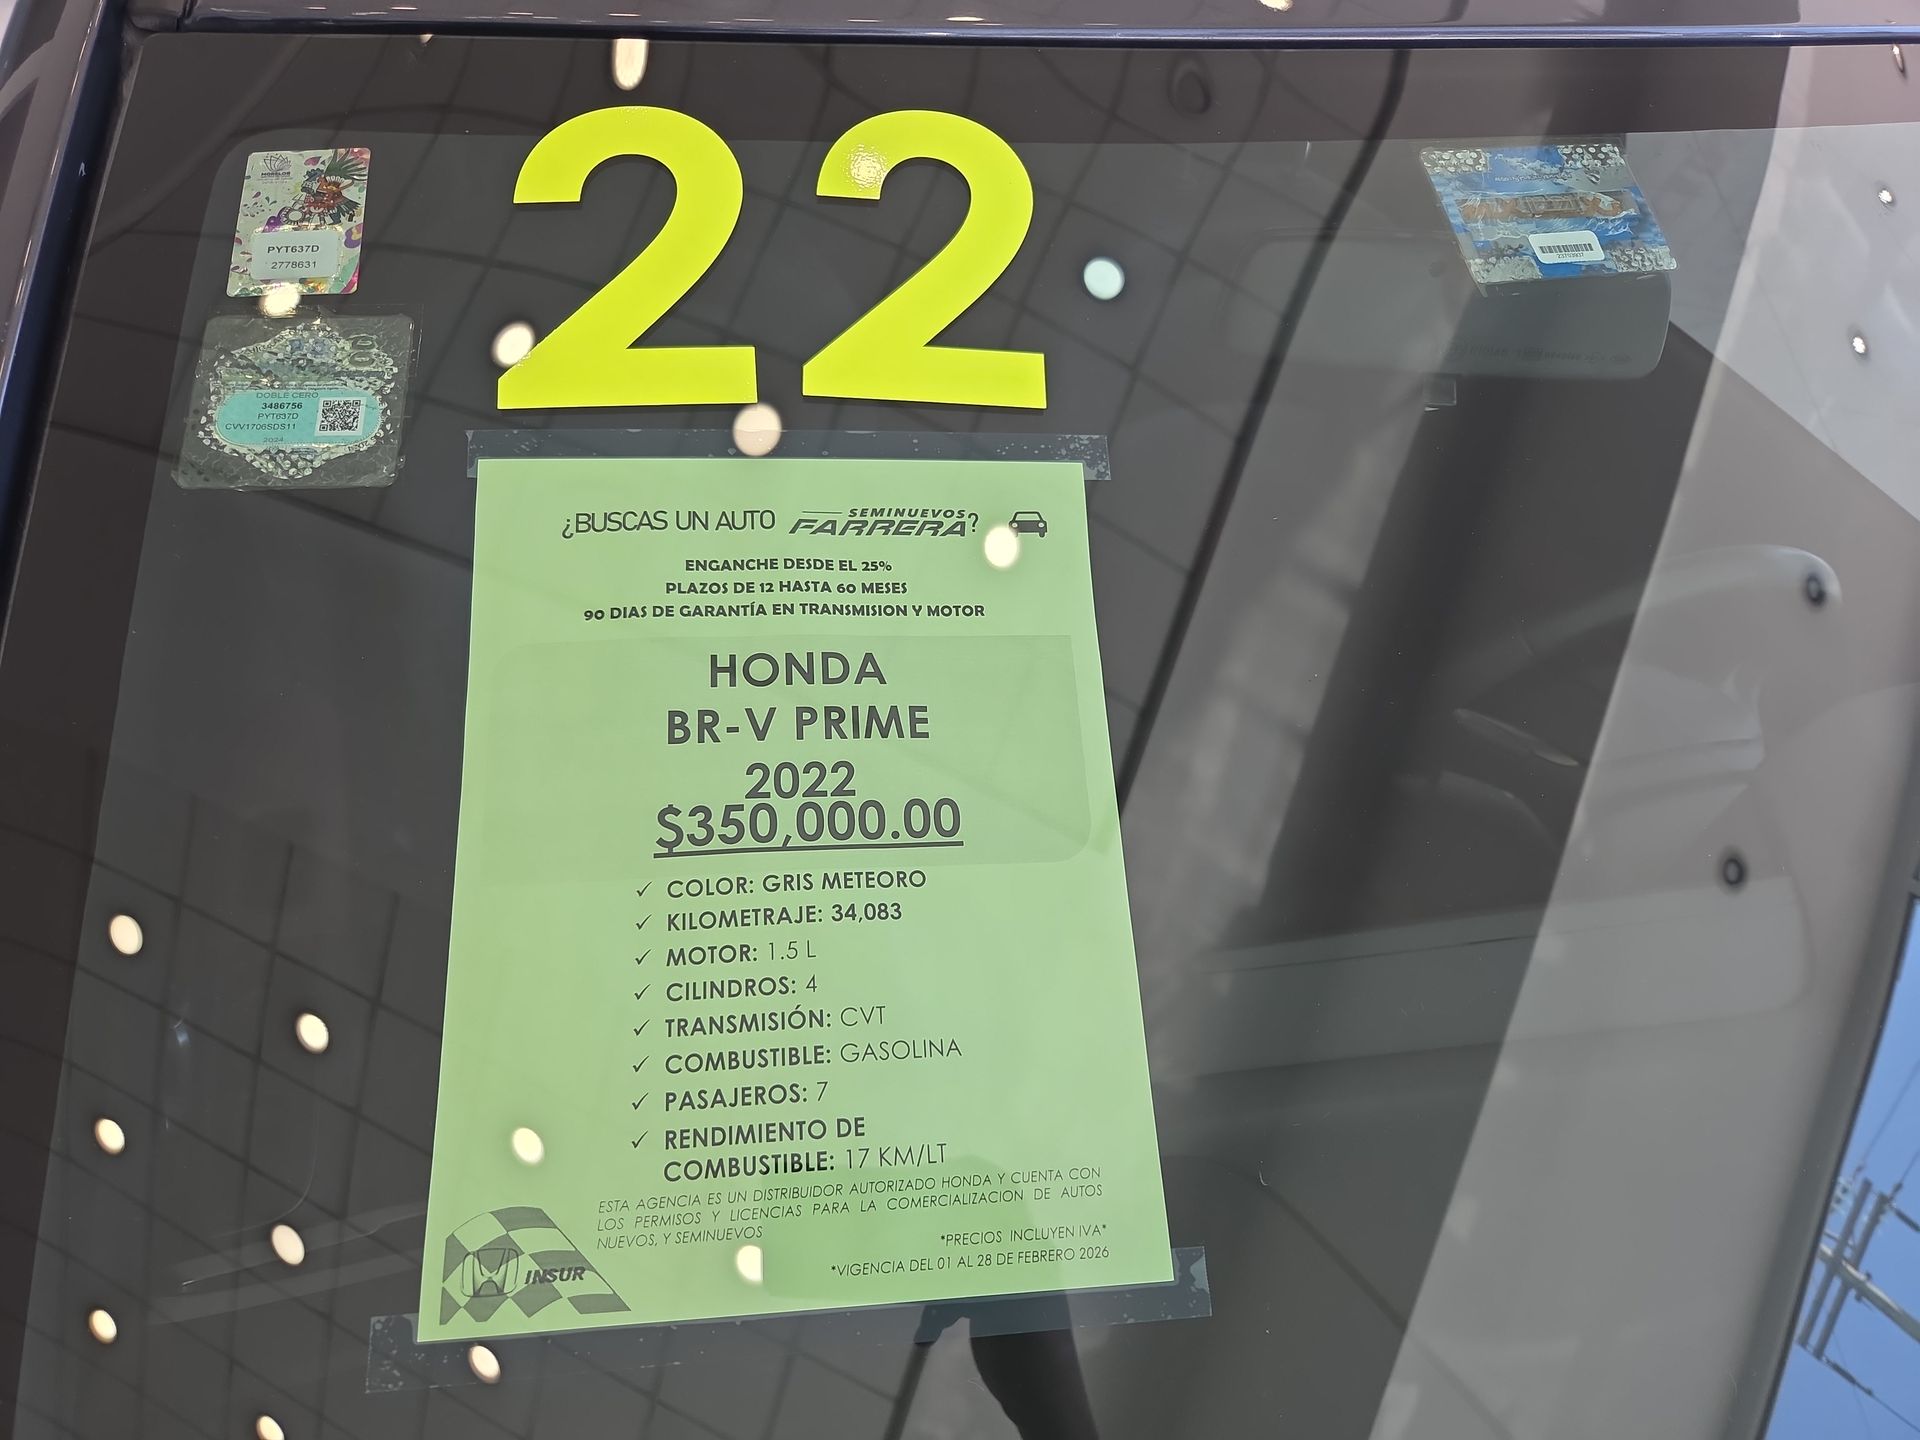 22
MORELOS
PYT637D
2778631
DOBLE CERO
3486756
PYT637D
CVV1706SDS11
2024
23703937
¿BUSCAS UN AUTO SEMINUEVOS FARRERA?
ENGANCHE DESDE EL 25%
PLAZOS DE 12 HASTA 60 MESES
90 DIAS DE GARANTÍA EN TRANSMISION Y MOTOR
HONDA
BR-V PRIME
2022
$350,000.00
✓ COLOR: GRIS METEORO
✓ KILOMETRAJE: 34,083
✓ MOTOR: 1.5 L
✓ CILINDROS: 4
✓ TRANSMISIÓN: CVT
✓ COMBUSTIBLE: GASOLINA
✓ PASAJEROS: 7
✓ RENDIMIENTO DE
COMBUSTIBLE: 17 KM/LT
ESTA AGENCIA ES UN DISTRIBUIDOR AUTORIZADO HONDA Y CUENTA CON
LOS PERMISOS Y LICENCIAS PARA LA COMERCIALIZACION DE AUTOS
NUEVOS, Y SEMINUEVOS
*PRECIOS INCLUYEN IVA*
*VIGENCIA DEL 01 AL 28 DE FEBRERO 2026
INSUR